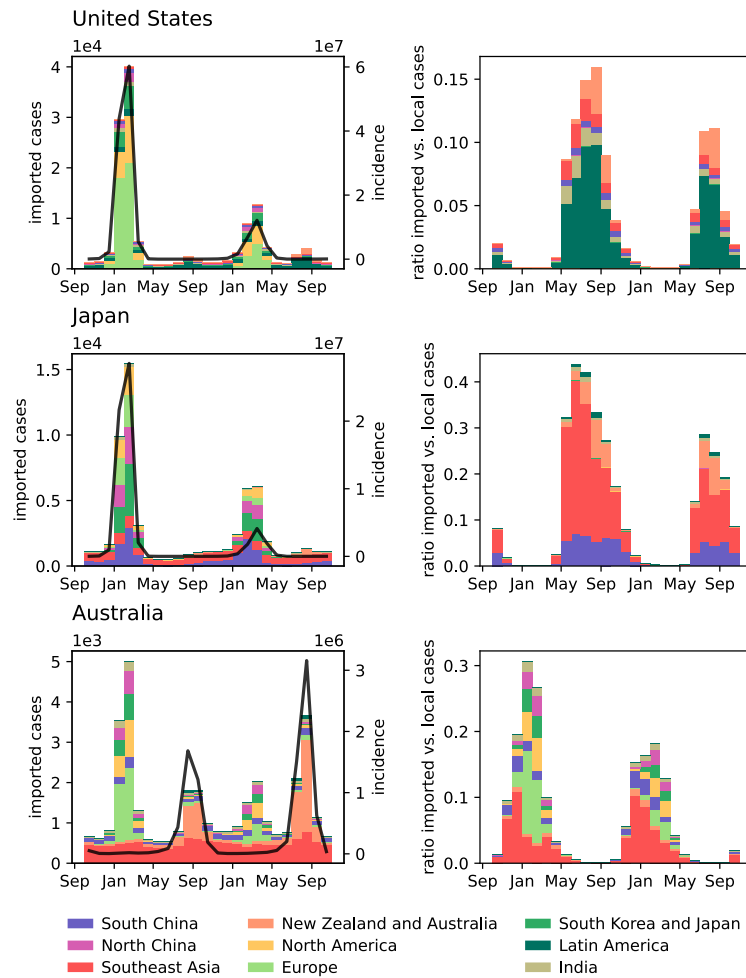 United States
1e4 1e7
imported cases
4
3
2
1
0
6
4
2
0
incidence
Sep Jan May Sep Jan May Sep
ratio imported vs. local cases
0.15
0.10
0.05
0.00
Sep Jan May Sep Jan May Sep
Japan
1e4 1e7
imported cases
1.5
1.0
0.5
0.0
2
1
0
incidence
Sep Jan May Sep Jan May Sep
ratio imported vs. local cases
0.4
0.3
0.2
0.1
0.0
Sep Jan May Sep Jan May Sep
Australia
1e3 1e6
imported cases
5
4
3
2
1
0
3
2
1
0
incidence
Sep Jan May Sep Jan May Sep
ratio imported vs. local cases
0.3
0.2
0.1
0.0
Sep Jan May Sep Jan May Sep
South China New Zealand and Australia South Korea and Japan
North China North America Latin America
Southeast Asia Europe India